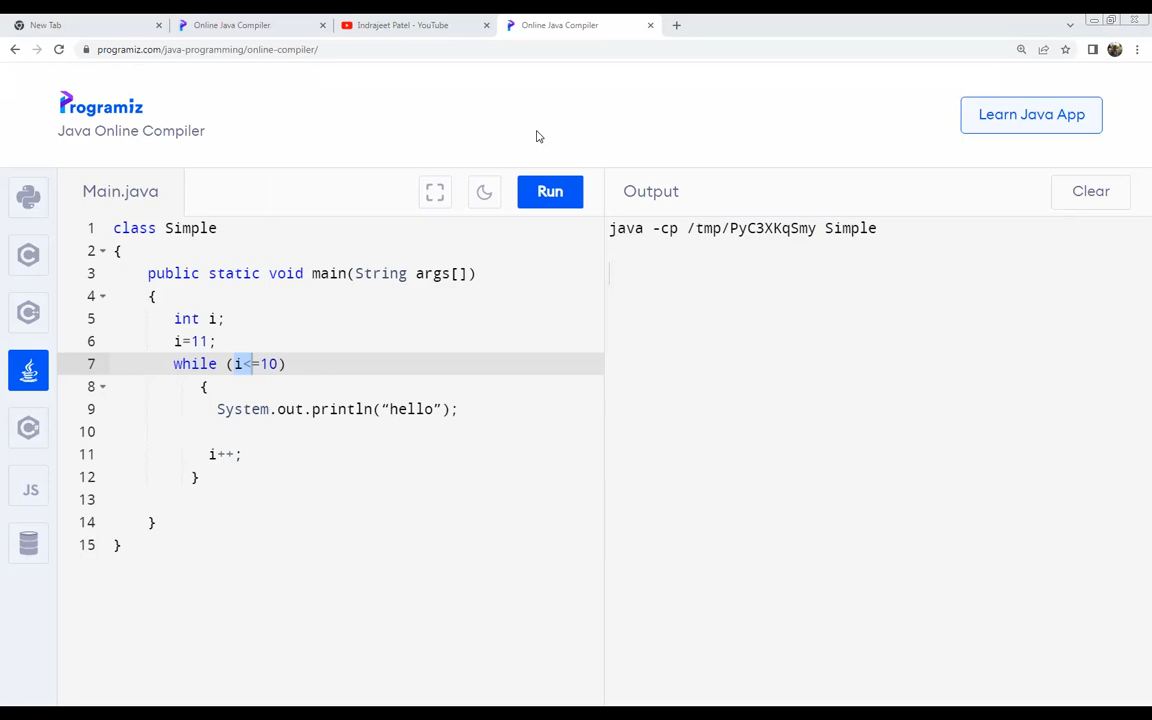 New Tab
Online Java Compiler
Indrajeet Patel - YouTube
Online Java Compiler
programiz.com/java-programming/online-compiler/
Programiz
Java Online Compiler
Learn Java App
Main.java
Run
Output
Clear
1 class Simple
2 {
3 public static void main(String args[])
4 {
5 int i;
6 i=11;
7 while (i<=10)
8 {
9 System.out.println(“hello”);
10
11 i++;
12 }
13
14 }
15 }
java -cp /tmp/PyC3XKqSmy Simple
JS